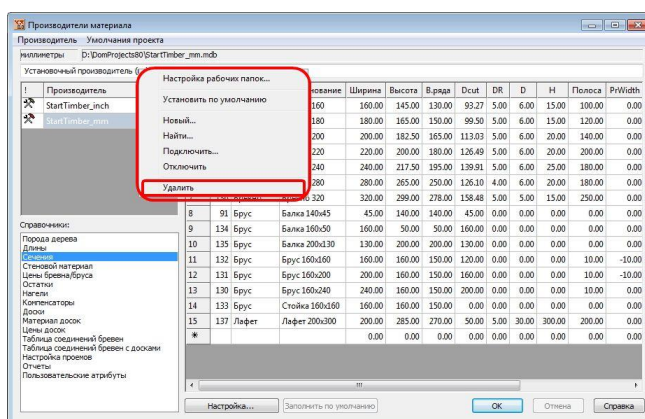 Производители материала
Производитель Умолчания проекта
миллиметры D:\DomProjects80\StartTimber_mm.mdb
Установочный производитель
! Производитель
StartTimber_inch
StartTimber_mm
Настройка рабочих папок...
Установить по умолчанию
Новый...
Найти...
Подключить...
Отключить
Удалить
нование Ширина Высота В.ряда Dcut DR D H Полоса PrWidth
160 160.00 145.00 130.00 93.27 5.00 6.00 15.00 100.00 0.00
180 180.00 165.00 150.00 99.50 5.00 6.00 15.00 120.00 0.00
200 200.00 182.50 165.00 113.03 5.00 6.00 20.00 140.00 0.00
220 220.00 200.00 180.00 126.49 5.00 6.00 20.00 200.00 0.00
240 240.00 217.50 195.00 139.91 5.00 6.00 25.00 180.00 0.00
280 280.00 265.00 250.00 126.10 4.00 6.00 20.00 180.00 0.00
320 320.00 299.00 278.00 158.48 5.00 5.00 15.00 250.00 0.00
8 91 Брус Балка 140x45 45.00 140.00 140.00 45.00 0.00 0.00 0.00 0.00 0.00
9 134 Брус Балка 160x50 160.00 50.00 50.00 160.00 0.00 0.00 0.00 0.00 0.00
10 135 Брус Балка 200x130 130.00 200.00 200.00 130.00 0.00 0.00 0.00 0.00 0.00
11 132 Брус Брус 160x160 160.00 160.00 150.00 120.00 0.00 0.00 0.00 10.00 -10.00
12 131 Брус Брус 160x200 200.00 160.00 150.00 160.00 0.00 0.00 0.00 10.00 -10.00
13 130 Брус Брус 160x240 240.00 160.00 150.00 200.00 0.00 0.00 0.00 10.00 0.00
14 133 Брус Стойка 160x160 160.00 160.00 150.00 0.00 0.00 0.00 0.00 0.00 0.00
15 137 Лафет Лафет 200x300 200.00 285.00 270.00 50.00 5.00 30.00 300.00 200.00 0.00
* 0.00 0.00 0.00 0.00 0.00 0.00 0.00 0.00 0.00
Справочники:
Порода дерева
Длины
Сечения
Стеновой материал
Цены бревна/бруса
Остатки
Нагели
Компенсаторы
Доски
Материал досок
Цены досок
Таблица соединений бревен
Таблица соединений бревен с досками
Настройка проемов
Отчеты
Пользовательские атрибуты
Настройка... Заполнить по умолчанию OK Отмена Справка